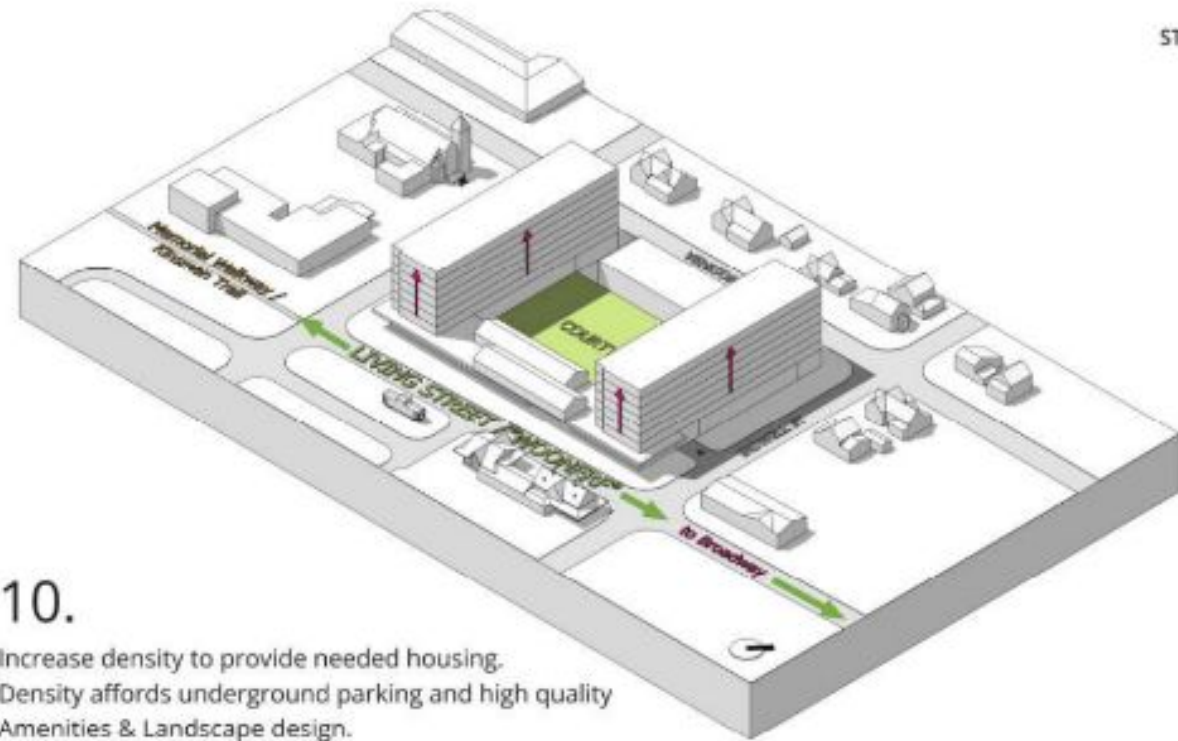 ST
Memorial Walkway /
Kinsmen Trail
COURT
LIVING STREET /
to Broadway
10.
Increase density to provide needed housing.
Density affords underground parking and high quality
Amenities & Landscape design.